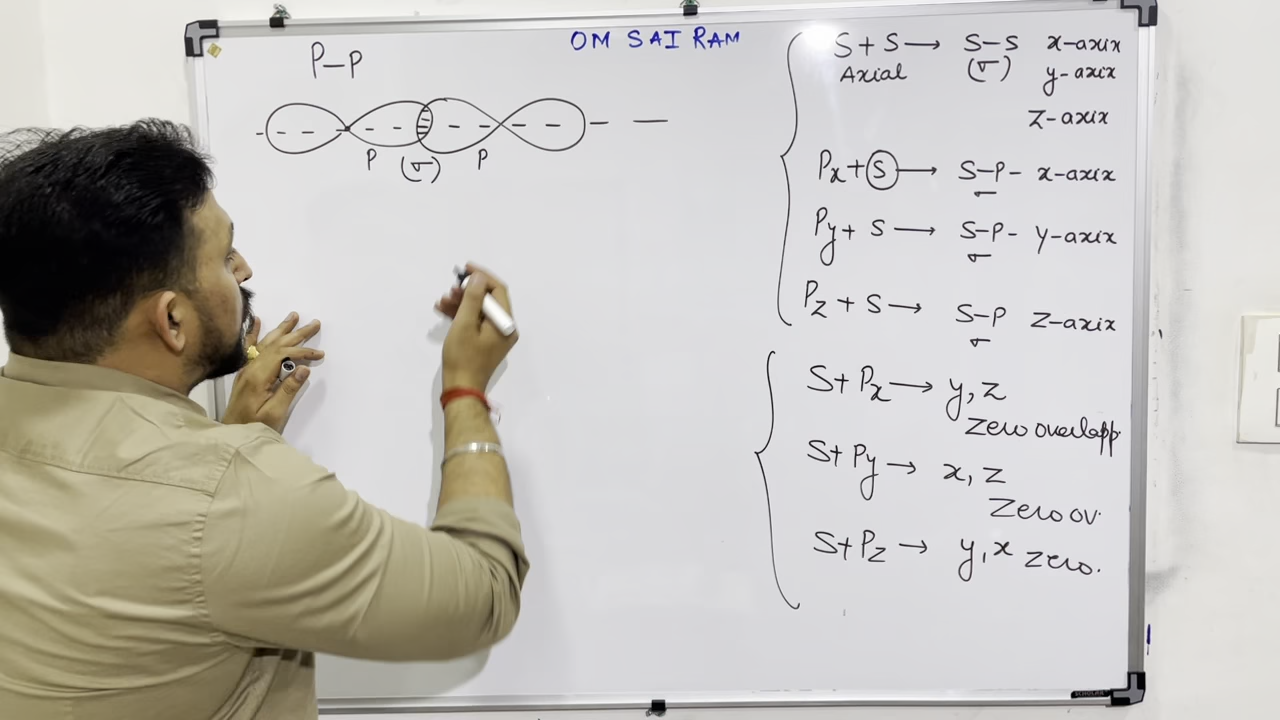 OM SAI RAM
P-P
P (σ) P
S + S → S-S x-axix
Axial (σ) y-axix
z-axix
Px + S → S-P- x-axix
σ
Py + S → S-P- y-axix
σ
Pz + S → S-P z-axix
σ
S + Px → y, z
Zero overlapp.
S + Py → x, z
Zero ov.
S + Pz → y, x zero.
SCHOLAR